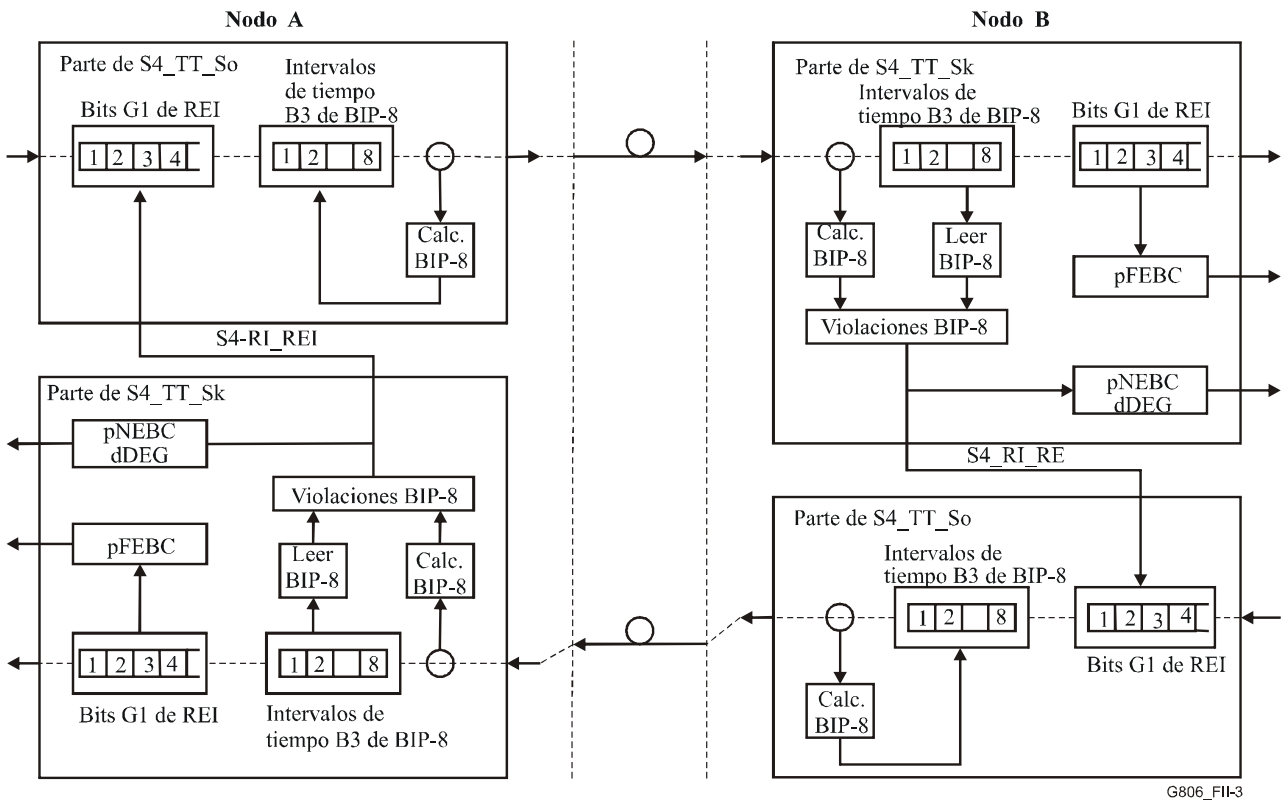 Nodo A
Nodo B
Parte de S4_TT_So
Bits G1 de REI
Intervalos
de tiempo
B3 de BIP-8
1 2 3 4
1 2 8
Calc.
BIP-8
S4-RI_REI
Parte de S4_TT_Sk
Intervalos de
tiempo B3 de BIP-8
Bits G1 de REI
1 2 8
1 2 3 4
Calc.
BIP-8
Leer
BIP-8
pFEBC
Violaciones BIP-8
pNEBC
dDEG
S4_RI_RE
Parte de S4_TT_Sk
pNEBC
dDEG
Violaciones BIP-8
pFEBC
Leer
BIP-8
Calc.
BIP-8
1 2 3 4
1 2 8
Bits G1 de REI
Intervalos de
tiempo B3 de BIP-8
Parte de S4_TT_So
Intervalos de
tiempo B3 de BIP-8
1 2 8
1 2 3 4
Bits G1 de REI
Calc.
BIP-8
G806_FII-3